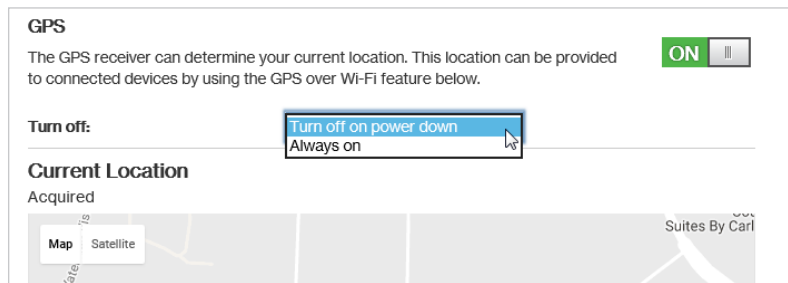 GPS
The GPS receiver can determine your current location. This location can be provided
to connected devices by using the GPS over Wi-Fi feature below.
ON
Turn off:
Turn off on power down
Always on
Current Location
Acquired
Map
Satellite
Suites By Carl